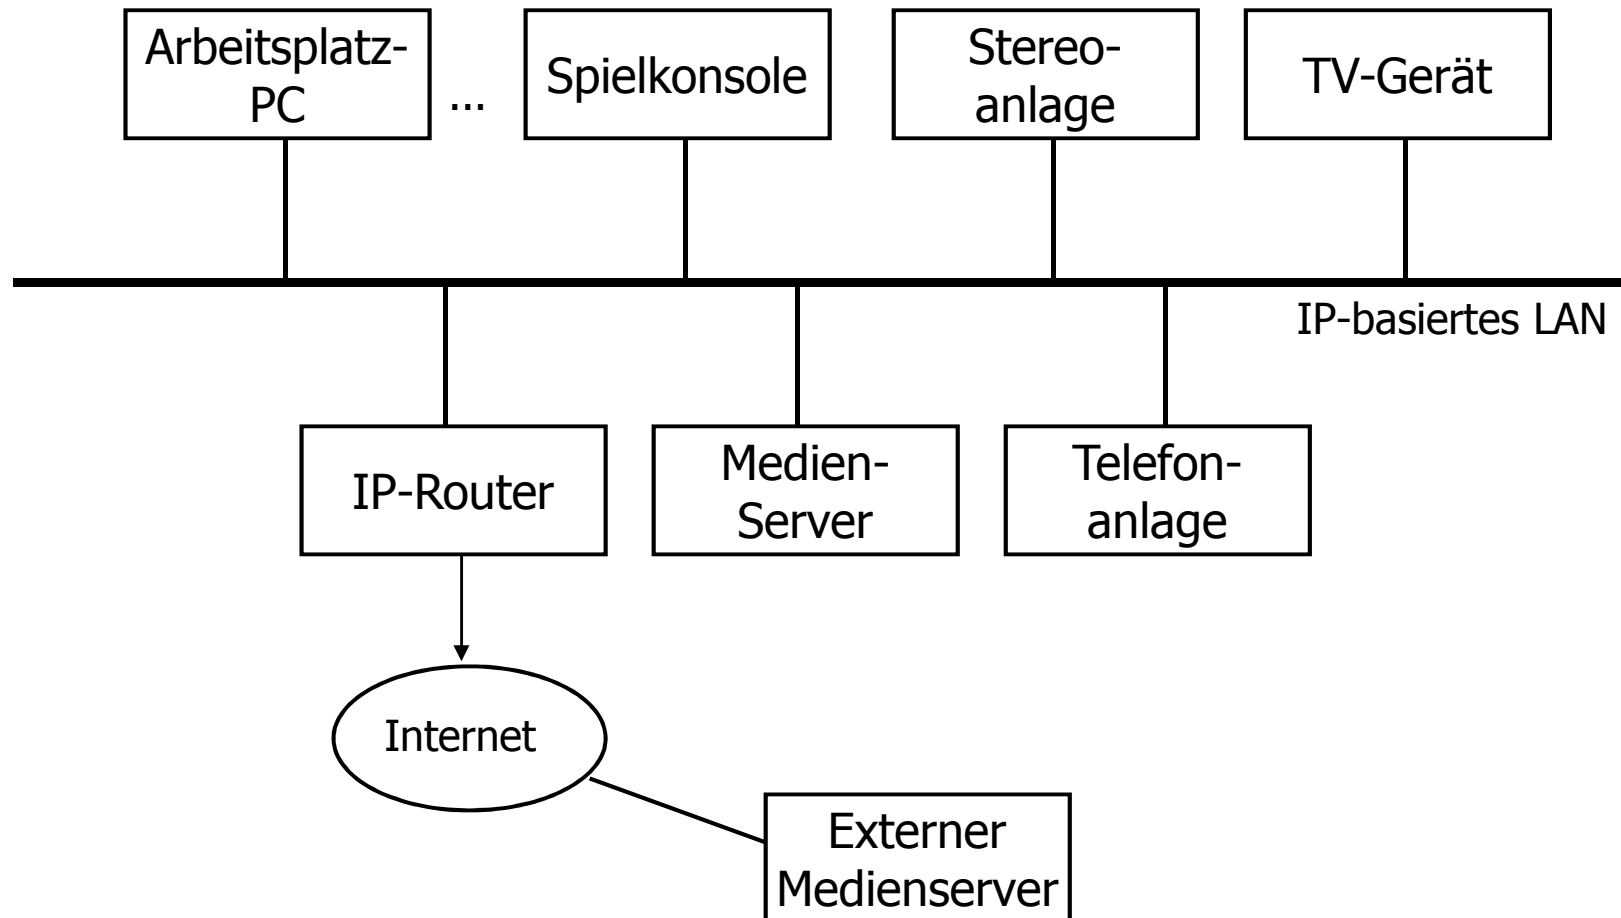 Arbeitsplatz-
PC
...
Spielkonsole
Stereo-
anlage
TV-Gerät
IP-basiertes LAN
IP-Router
Medien-
Server
Telefon-
anlage
Internet
Externer
Medienserver